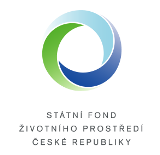 STÁTNÍ FOND
ŽIVOTNÍHO PROSTŘEDÍ
ČESKÉ REPUBLIKY